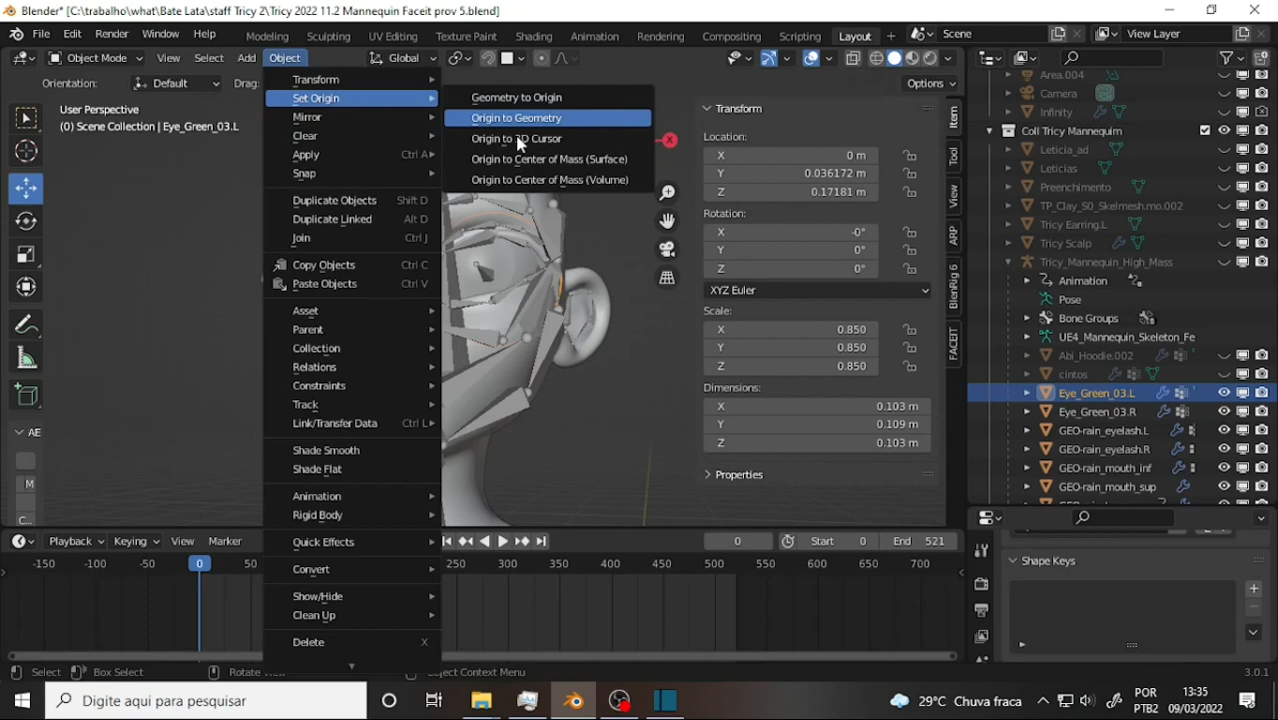 Blender* [C:\trabalho\what\Bate Lata\staff Tricy 2\Tricy 2022 11.2 Mannequin Faceit prov 5.blend]
File Edit Render Window Help Modeling Sculpting UV Editing Texture Paint Shading Animation Rendering Compositing Scripting Layout + Scene View Layer
Object Mode View Select Add Object Global
Orientation: Default Drag: Options
User Perspective
(0) Scene Collection | Eye_Green_03.L
Transform
Set Origin
Mirror
Clear
Apply Ctrl A
Snap
Duplicate Objects Shift D
Duplicate Linked Alt D
Join Ctrl J
Copy Objects Ctrl C
Paste Objects Ctrl V
Asset
Parent
Collection
Relations
Constraints
Track
Link/Transfer Data Ctrl L
Shade Smooth
Shade Flat
Animation
Rigid Body
Quick Effects
Convert
Show/Hide
Clean Up
Delete X
Geometry to Origin
Origin to Geometry
Origin to 3D Cursor
Origin to Center of Mass (Surface)
Origin to Center of Mass (Volume)
X
AE
M
C...
Transform
Location:
X 0 m
Y 0.036172 m
Z 0.17181 m
Rotation:
X -0°
Y 0°
Z 0°
XYZ Euler
Scale:
X 0.850
Y 0.850
Z 0.850
Dimensions:
X 0.103 m
Y 0.109 m
Z 0.103 m
Properties
Item
Tool
View
ARP
BlenRig 6
FACEIT
Area.004
Camera
Infinity
Coll Tricy Mannequim
Leticia_ad
Leticias
Preenchimento
TP_Clay_S0_Skelmesh.mo.002
Tricy Earring.L
Tricy Scalp
Tricy_Mannequin_High_Mass
Animation
Pose
Bone Groups
UE4_Mannequin_Skeleton_Fe
Abi_Hoodie.002
cintos
Eye_Green_03.L
Eye_Green_03.R
GEO-rain_eyelash.L
GEO-rain_eyelash.R
GEO-rain_mouth_inf
GEO-rain_mouth_sup
Shape Keys
Playback Keying View Marker 0 Start 0 End 521
-150 -100 -50 0 50 250 300 350 400 450 500 550 600 650 700
Select Box Select Rotate View Object Context Menu 3.0.1
Digite aqui para pesquisar 29°C Chuva fraca POR PTB2 13:35 09/03/2022